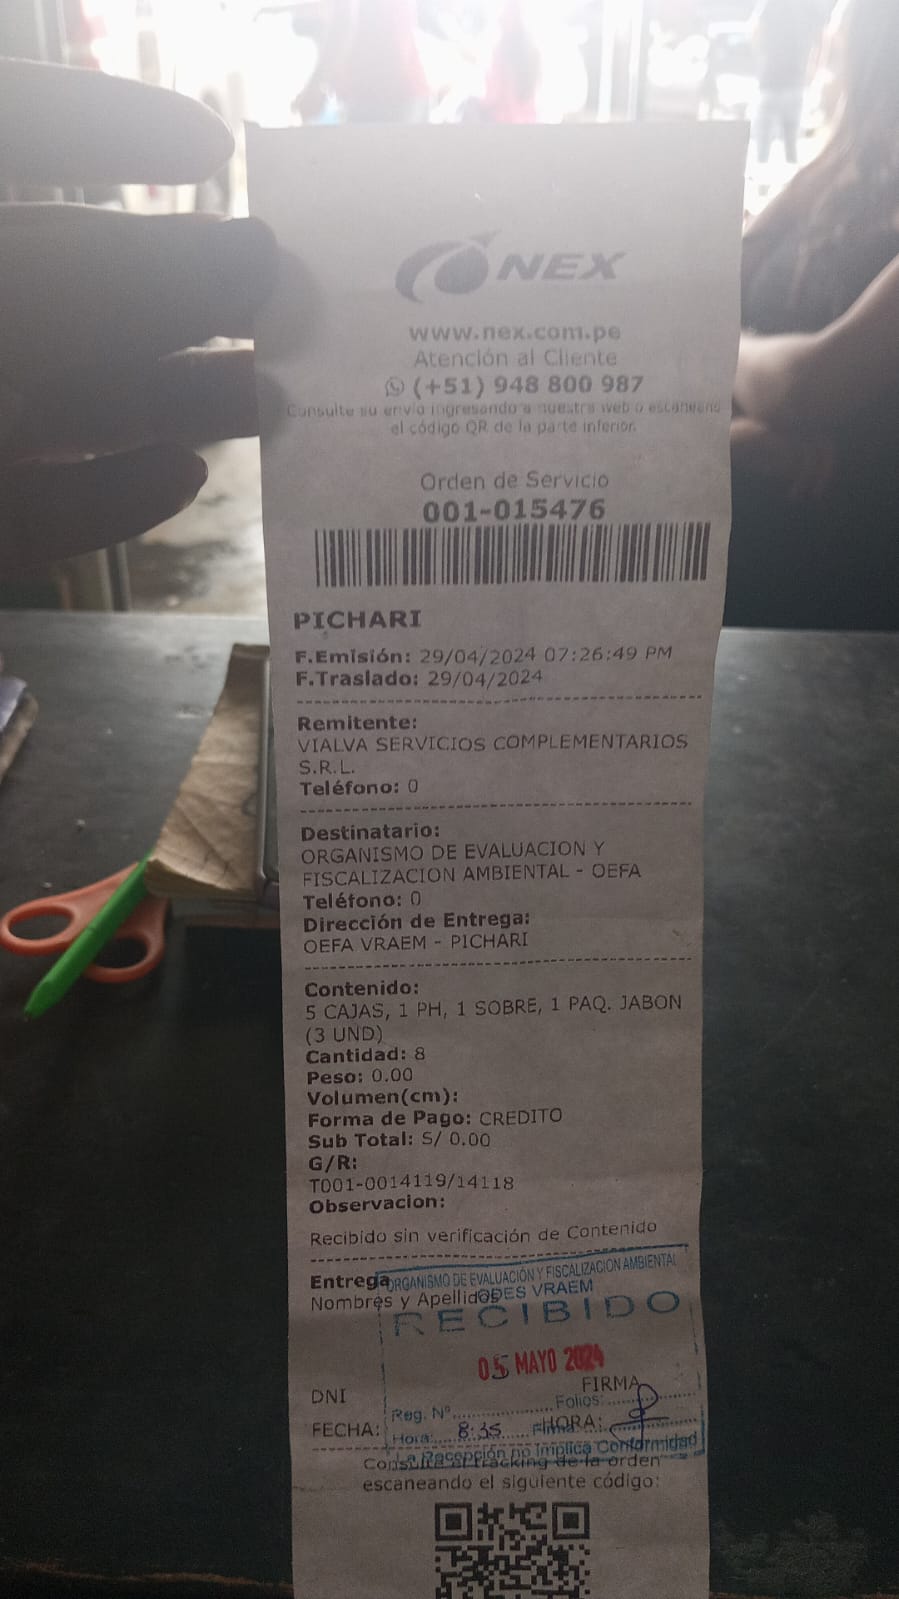 NEX
www.nex.com.pe
Atención al Cliente
(+51) 948 800 987
Consulte su envío ingresando a nuestra web o escaneand
el código QR de la parte inferior.
Orden de Servicio
001-015476
PICHARI
F.Emisión: 29/04/2024 07:26:49 PM
F.Traslado: 29/04/2024
Remitente:
VIALVA SERVICIOS COMPLEMENTARIOS
S.R.L.
Teléfono: 0
Destinatario:
ORGANISMO DE EVALUACION Y
FISCALIZACION AMBIENTAL - OEFA
Teléfono: 0
Dirección de Entrega:
OEFA VRAEM - PICHARI
Contenido:
5 CAJAS, 1 PH, 1 SOBRE, 1 PAQ. JABON
(3 UND)
Cantidad: 8
Peso: 0.00
Volumen(cm):
Forma de Pago: CREDITO
Sub Total: S/ 0.00
G/R:
T001-0014119/14118
Observacion:
Recibido sin verificación de Contenido
Entrega
ORGANISMO DE EVALUACIÓN Y FISCALIZACIÓN AMBIENTAL
Nombres y Apellidos
ODES VRAEM
RECIBIDO
05 MAYO 2024
DNI
FIRMA
Reg. N° Folios:
FECHA: HORA:
Hora: 8:35 Firma:
La Recepción no Implica Conformidad
Consulte el tracking de la orden
escaneando el siguiente código: